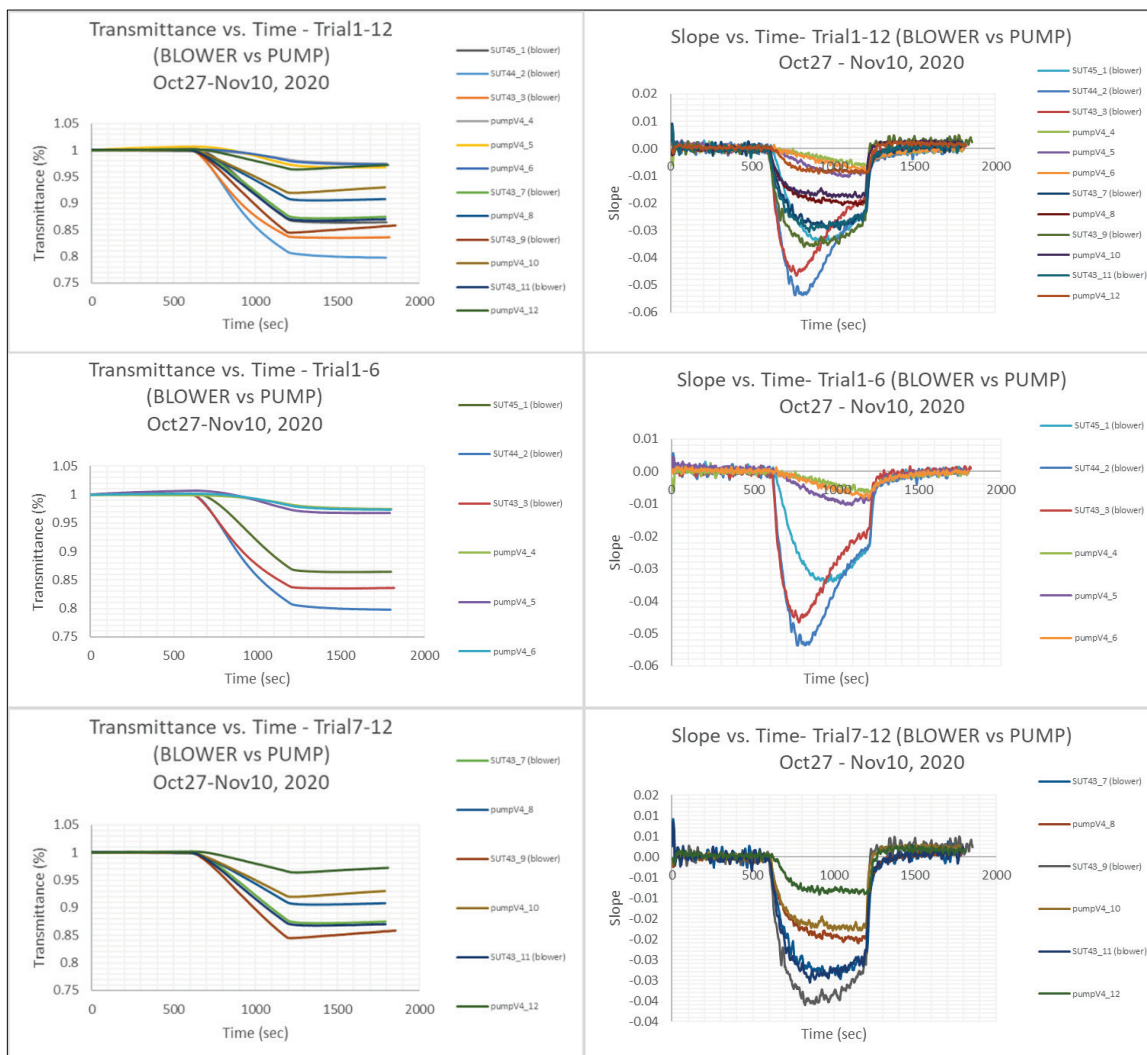 Transmittance vs. Time - Trial1-12
(BLOWER vs PUMP)
Oct27-Nov10, 2020
SUT45_1 (blower)
SUT44_2 (blower)
SUT43_3 (blower)
pumpV4_4
pumpV4_5
pumpV4_6
SUT43_7 (blower)
pumpV4_8
SUT43_9 (blower)
pumpV4_10
SUT43_11 (blower)
pumpV4_12
Transmittance (%)
1.05
1
0.95
0.9
0.85
0.8
0.75
0 500 1000 1500 2000
Time (sec)
Slope vs. Time- Trial1-12 (BLOWER vs PUMP)
Oct27 - Nov10, 2020
SUT45_1 (blower)
SUT44_2 (blower)
SUT43_3 (blower)
pumpV4_4
pumpV4_5
pumpV4_6
SUT43_7 (blower)
pumpV4_8
SUT43_9 (blower)
pumpV4_10
SUT43_11 (blower)
pumpV4_12
Slope
0.02
0.01
0.00
-0.01
-0.02
-0.03
-0.04
-0.05
-0.06
0 500 1000 1500 2000
Time (sec)
Transmittance vs. Time - Trial1-6
(BLOWER vs PUMP)
Oct27-Nov10, 2020
SUT45_1 (blower)
SUT44_2 (blower)
SUT43_3 (blower)
pumpV4_4
pumpV4_5
pumpV4_6
Transmittance (%)
1.05
1
0.95
0.9
0.85
0.8
0.75
0 500 1000 1500 2000
Time (sec)
Slope vs. Time- Trial1-6 (BLOWER vs PUMP)
Oct27 - Nov10, 2020
SUT45_1 (blower)
SUT44_2 (blower)
SUT43_3 (blower)
pumpV4_4
pumpV4_5
pumpV4_6
Slope
0.01
0.00
-0.01
-0.02
-0.03
-0.04
-0.05
-0.06
0 500 1000 1500 2000
Time (sec)
Transmittance vs. Time - Trial7-12
(BLOWER vs PUMP)
Oct27-Nov10, 2020
SUT43_7 (blower)
pumpV4_8
SUT43_9 (blower)
pumpV4_10
SUT43_11 (blower)
pumpV4_12
Transmittance (%)
1.05
1
0.95
0.9
0.85
0.8
0.75
0 500 1000 1500 2000
Time (sec)
Slope vs. Time- Trial7-12 (BLOWER vs PUMP)
Oct27 - Nov10, 2020
SUT43_7 (blower)
pumpV4_8
SUT43_9 (blower)
pumpV4_10
SUT43_11 (blower)
pumpV4_12
Slope
0.02
0.01
0.01
0.00
-0.01
-0.01
-0.02
-0.02
-0.03
-0.03
-0.04
-0.04
0 500 1000 1500 2000
Time (sec)